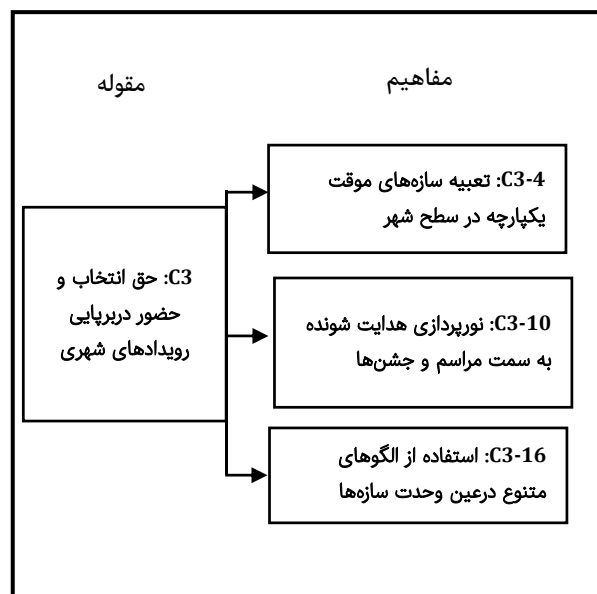 مفاهیم
مقوله
C3-4: تعبیه سازه‌های موقت
یکپارچه در سطح شهر
C3: حق انتخاب و
حضور دربرپایی
رویدادهای شهری
C3-10: نورپردازی هدایت شونده
به سمت مراسم و جشن‌ها
C3-16: استفاده از الگوهای
متنوع درعین وحدت سازه‌ها